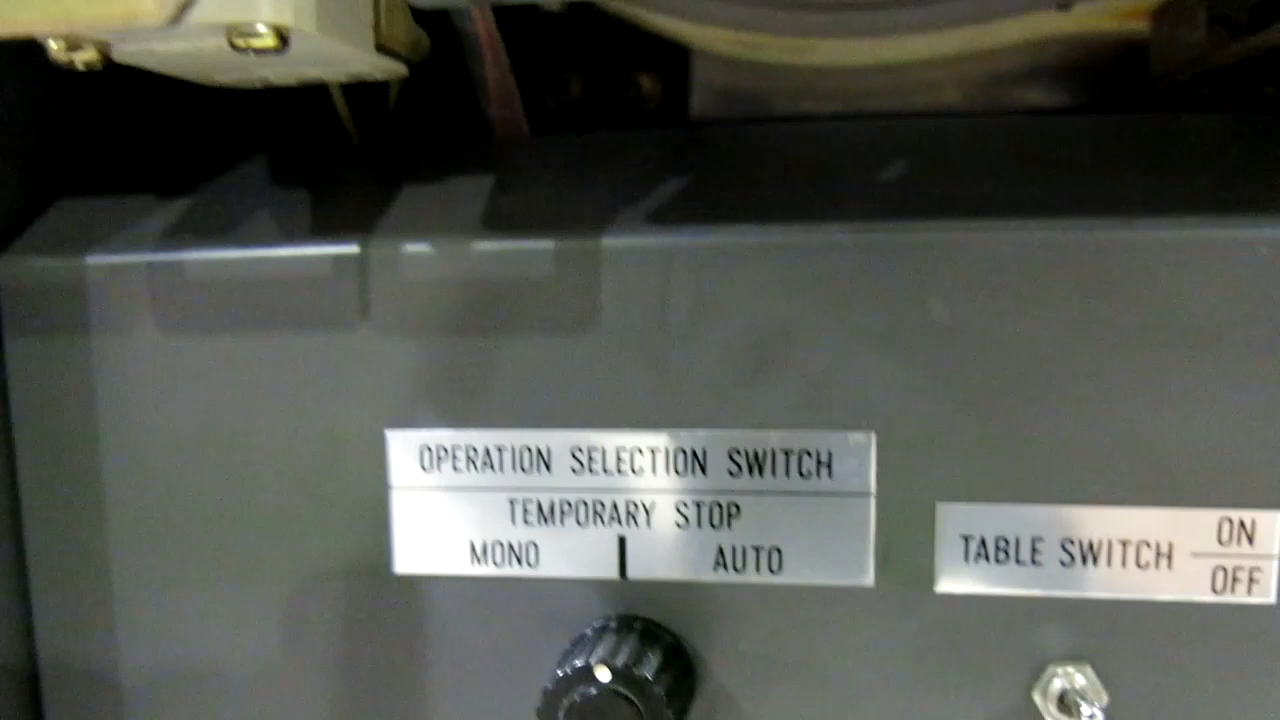 OPERATION SELECTION SWITCH
TEMPORARY STOP
MONO AUTO
TABLE SWITCH ON
OFF